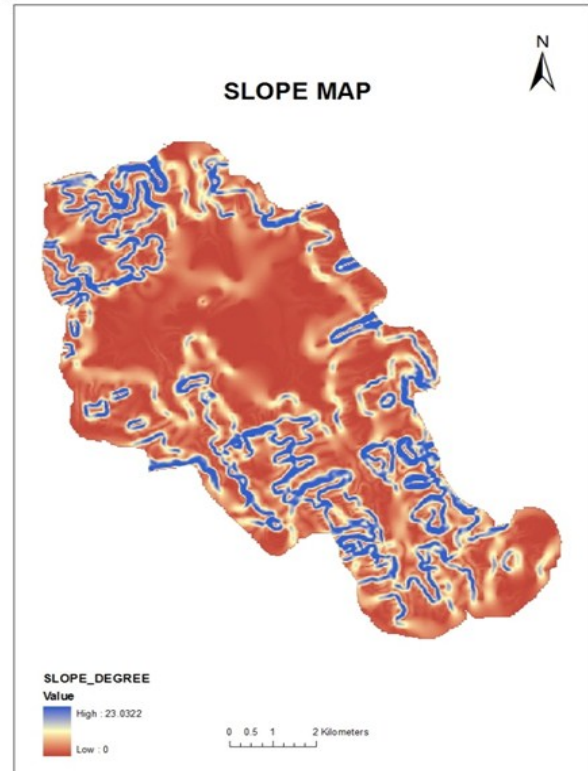 N
SLOPE MAP
SLOPE_DEGREE
Value
High : 23.0322
Low : 0
0 0.5 1 2 Kilometers